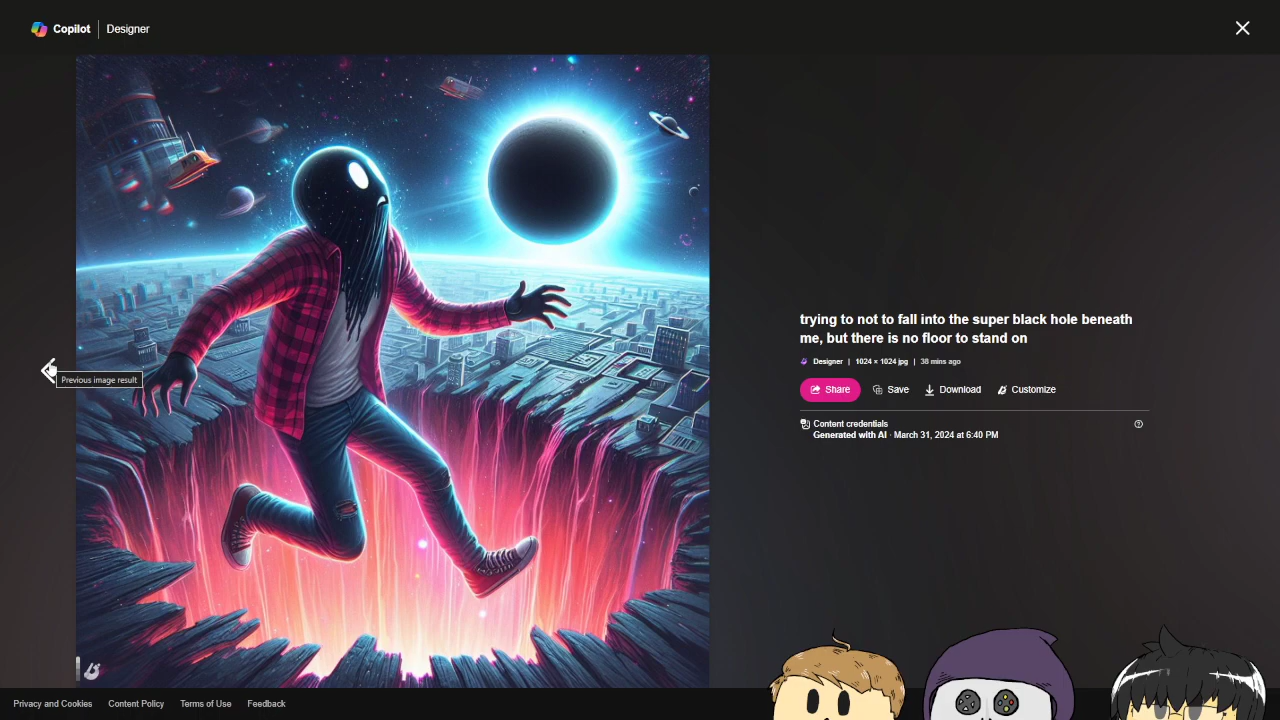 Copilot | Designer
Previous image result
trying to not to fall into the super black hole beneath
me, but there is no floor to stand on
Designer | 1024 × 1024 jpg | 38 mins ago
Share Save Download Customize
Content credentials
Generated with AI · March 31, 2024 at 6:40 PM
Privacy and Cookies Content Policy Terms of Use Feedback